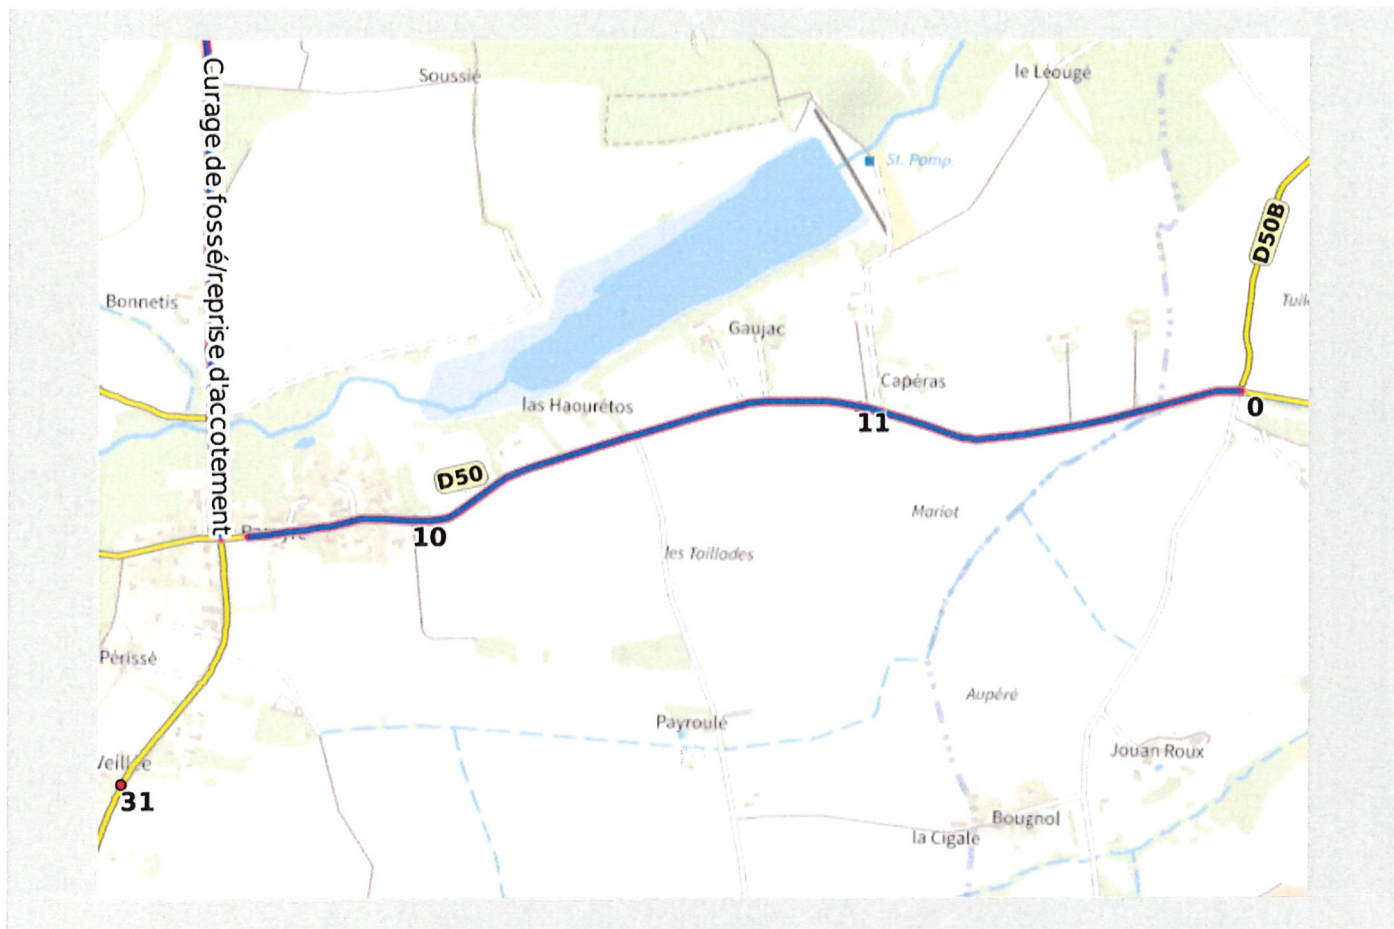 Soussié
le Léougé
Curage de fossé/reprise d'accotement
St. Pomp.
D50B
Bonnetis
Gaujac
Capéras
las Haourétos
0
11
D50
10
Mariot
les Taillades
Périssé
Aupéré
Payroulé
Jouan Roux
31
Bougnol
la Cigale